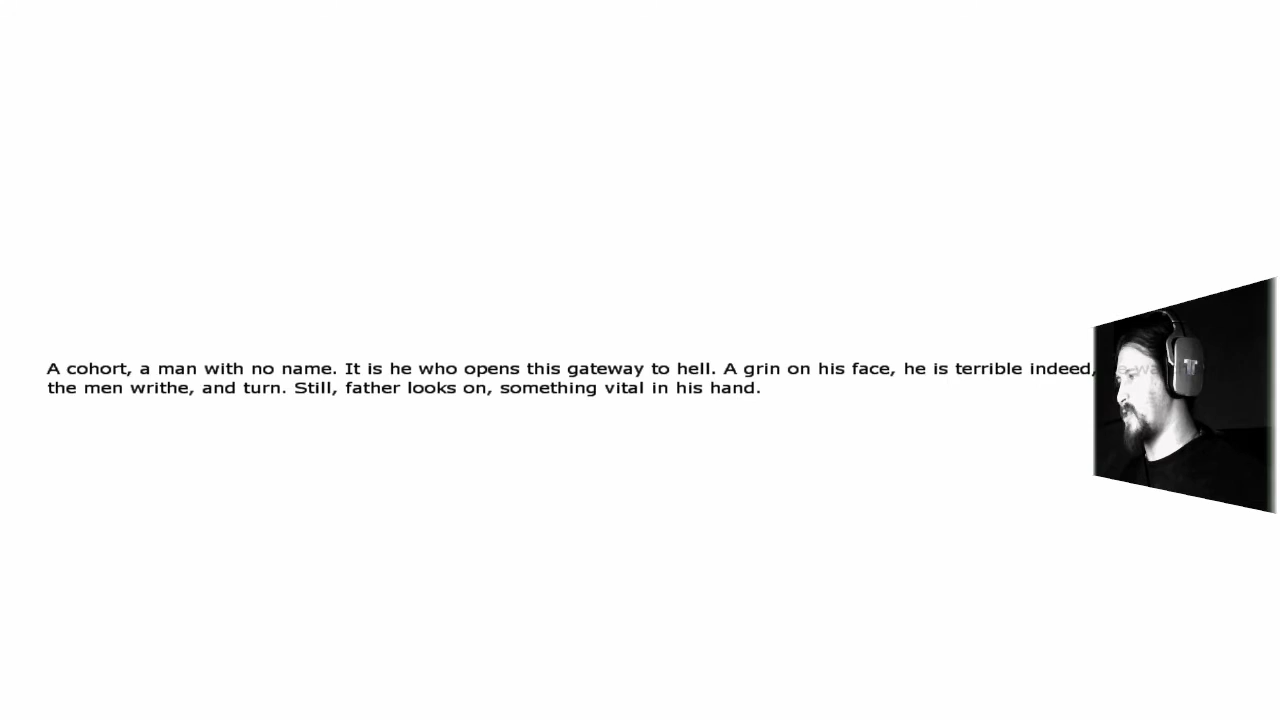 A cohort, a man with no name. It is he who opens this gateway to hell. A grin on his face, he is terrible indeed,
the men writhe, and turn. Still, father looks on, something vital in his hand.